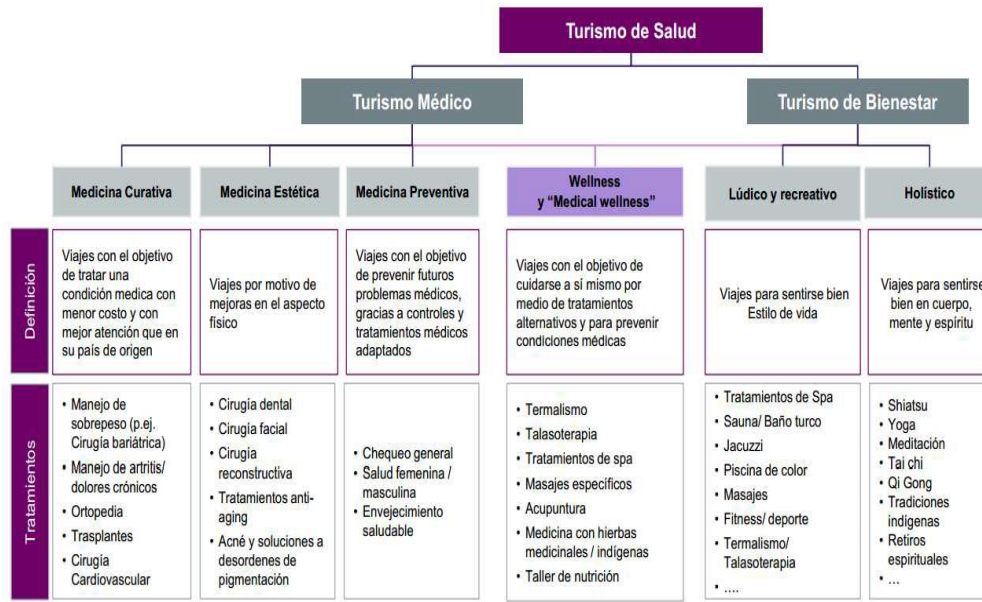 Turismo de Salud
Turismo Médico
Turismo de Bienestar
Medicina Curativa
Medicina Estética
Medicina Preventiva
Wellness
y “Medical wellness”
Lúdico y recreativo
Holístico
Definición
Viajes con el objetivo
de tratar una
condición medica con
menor costo y con
mejor atención que en
su país de origen
Viajes por motivo de
mejoras en el aspecto
físico
Viajes con el objetivo
de prevenir futuros
problemas médicos,
gracias a controles y
tratamientos médicos
adaptados
Viajes con el objetivo de
cuidarse a sí mismo por
medio de tratamientos
alternativos y para prevenir
condiciones médicas
Viajes para sentirse bien
Estilo de vida
Viajes para sentirse
bien en cuerpo,
mente y espíritu
Tratamientos
• Manejo de
sobrepeso (p.ej.
Cirugía bariátrica)
• Manejo de artritis/
dolores crónicos
• Ortopedia
• Trasplantes
• Cirugía
Cardiovascular
• Cirugía dental
• Cirugía facial
• Cirugía
reconstructiva
• Tratamientos anti-
aging
• Acné y soluciones a
desordenes de
pigmentación
• Chequeo general
• Salud femenina /
masculina
• Envejecimiento
saludable
• Termalismo
• Talasoterapia
• Tratamientos de spa
• Masajes específicos
• Acupuntura
• Medicina con hierbas
medicinales / indígenas
• Taller de nutrición
• Tratamientos de Spa
• Sauna/ Baño turco
• Jacuzzi
• Piscina de color
• Masajes
• Fitness/ deporte
• Termalismo/
Talasoterapia
• ....
• Shiatsu
• Yoga
• Meditación
• Tai chi
• Qi Gong
• Tradiciones
indígenas
• Retiros
espirituales
• ...